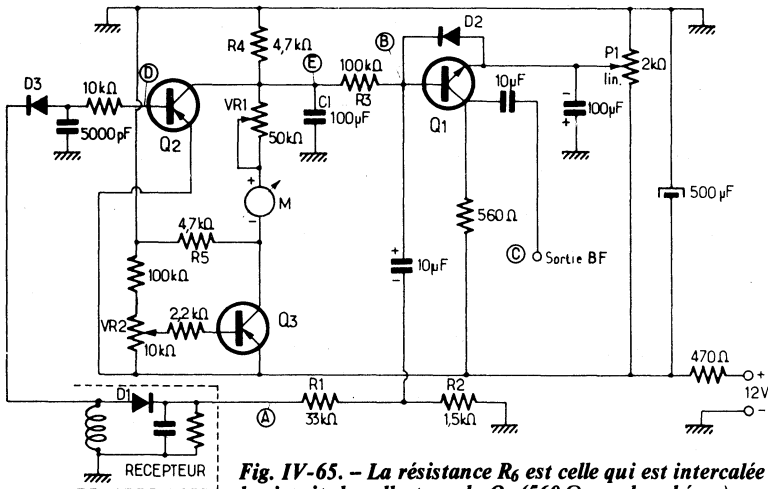 D2
R4
4,7kΩ
B
E
P1
2kΩ
lin.
D3
10kΩ
D
100kΩ
R3
10µF
Q1
Q2
VR1
C1
100µF
50kΩ
100µF
5000pF
+
M
-
560Ω
500µF
4,7kΩ
R5
10µF
C Sortie BF
100kΩ
2,2kΩ
Q3
VR2
10kΩ
470Ω
+
12V
-
D1
A
R1
33kΩ
R2
1,5kΩ
RECEPTEUR
Fig. IV-65. – La résistance R6 est celle qui est intercalée